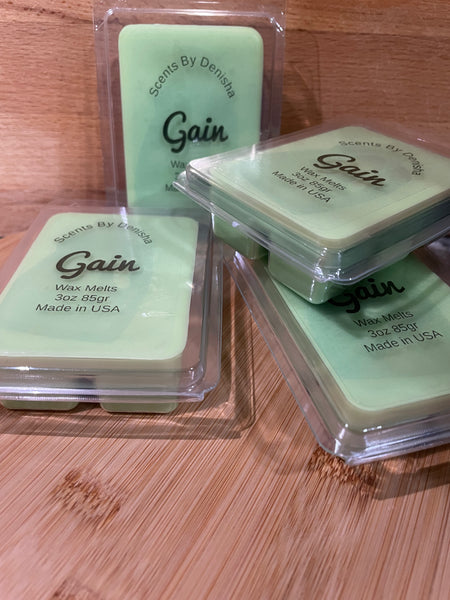 Scents By Denisha
Gain
Wax
Scents By Denisha
Gain
Wax Melts
3oz 85gr
Made in USA
Scents By Denisha
Gain
Wax Melts
3oz 85gr
Made in USA
Gain
Wax Melts
3oz 85gr
Made in USA